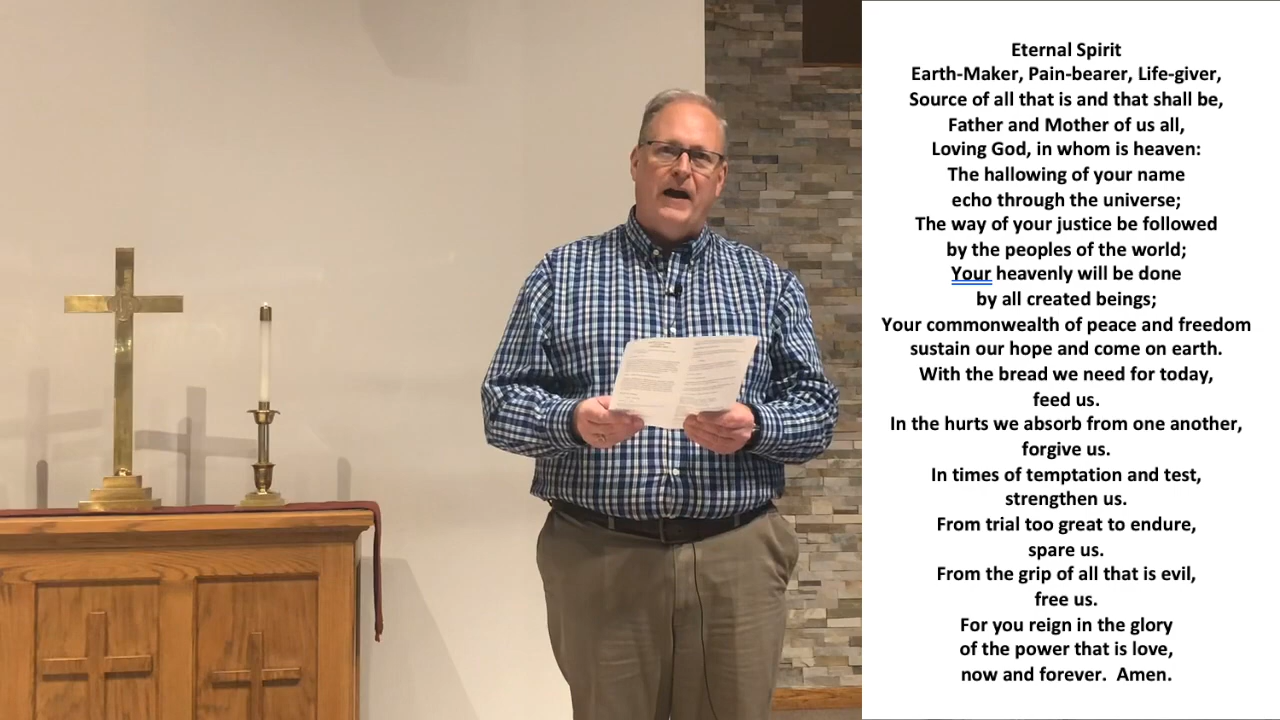 Eternal Spirit
Earth-Maker, Pain-bearer, Life-giver,
Source of all that is and that shall be,
Father and Mother of us all,
Loving God, in whom is heaven:
The hallowing of your name
echo through the universe;
The way of your justice be followed
by the peoples of the world;
Your heavenly will be done
by all created beings;
Your commonwealth of peace and freedom
sustain our hope and come on earth.
With the bread we need for today,
feed us.
In the hurts we absorb from one another,
forgive us.
In times of temptation and test,
strengthen us.
From trial too great to endure,
spare us.
From the grip of all that is evil,
free us.
For you reign in the glory
of the power that is love,
now and forever.  Amen.